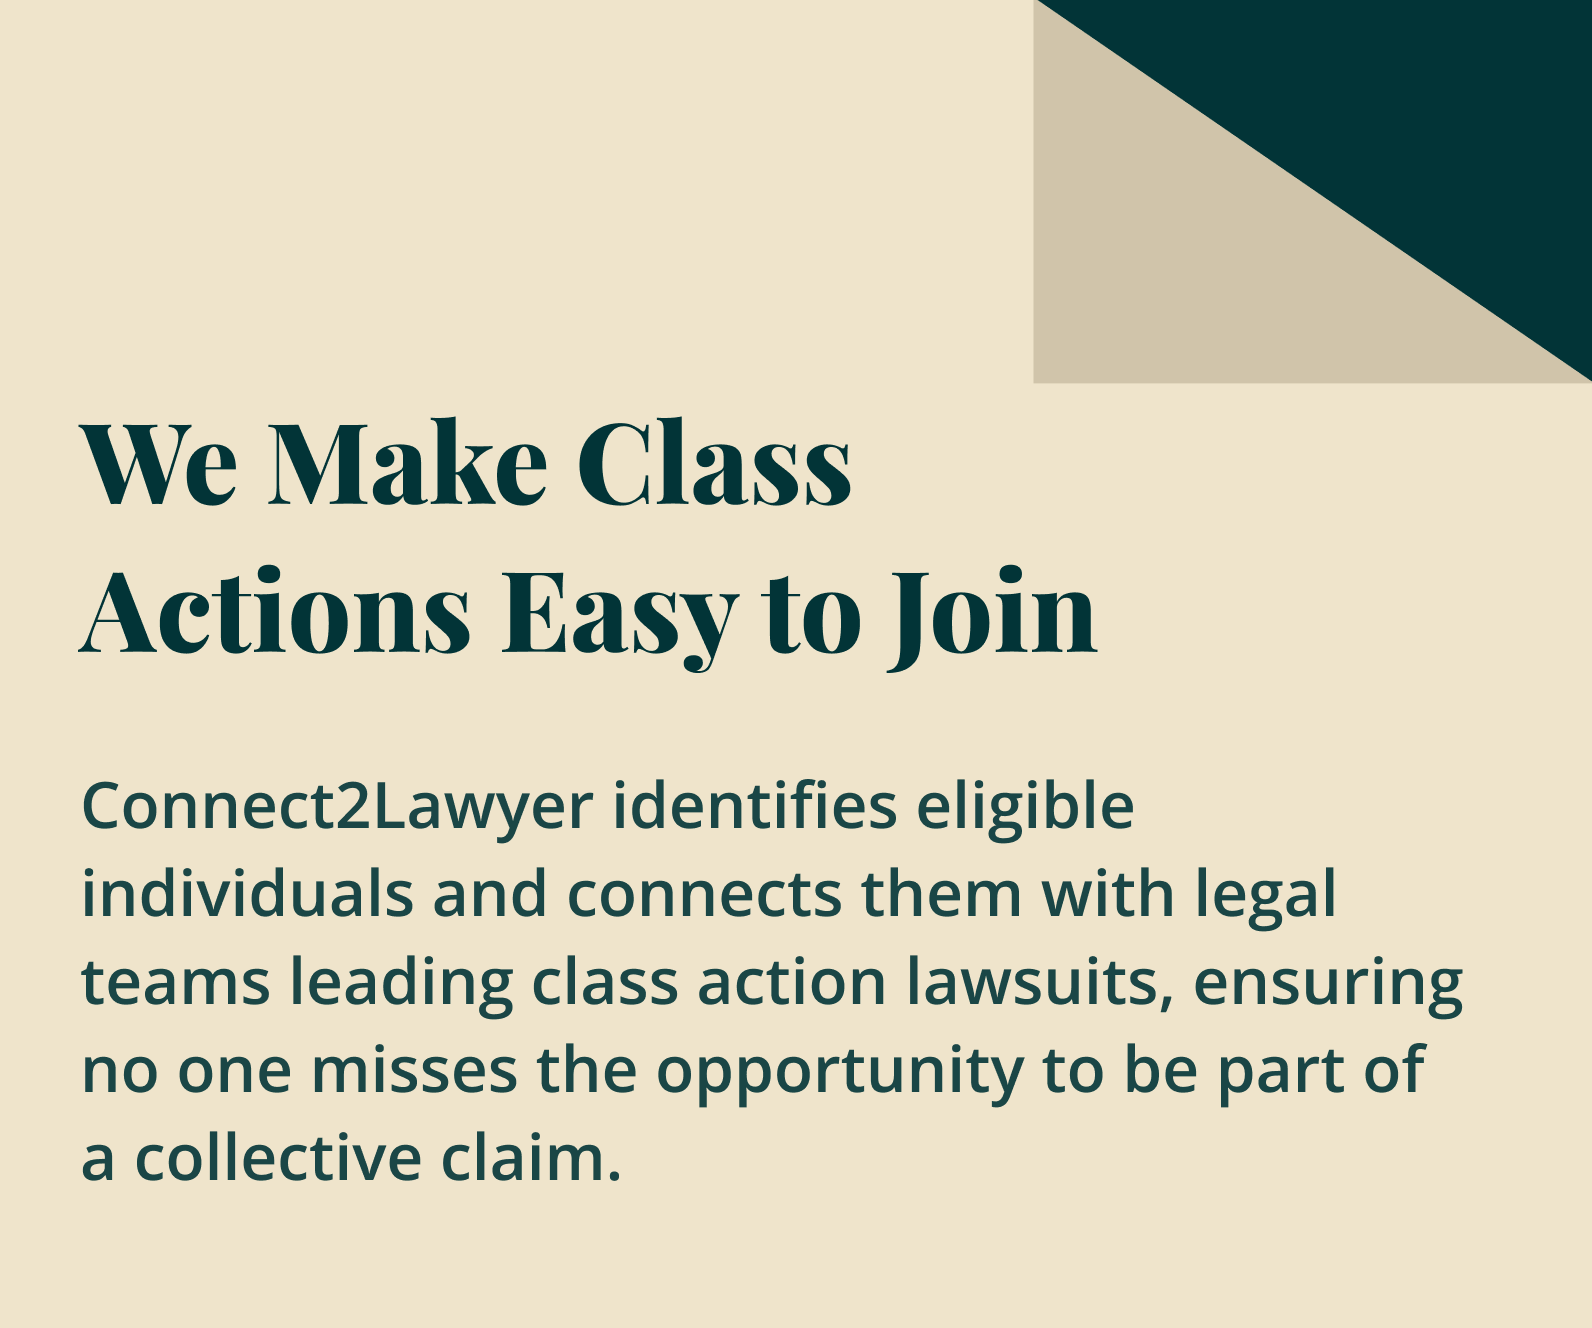 We Make Class
Actions Easy to Join
Connect2Lawyer identifies eligible
individuals and connects them with legal
teams leading class action lawsuits, ensuring
no one misses the opportunity to be part of
a collective claim.